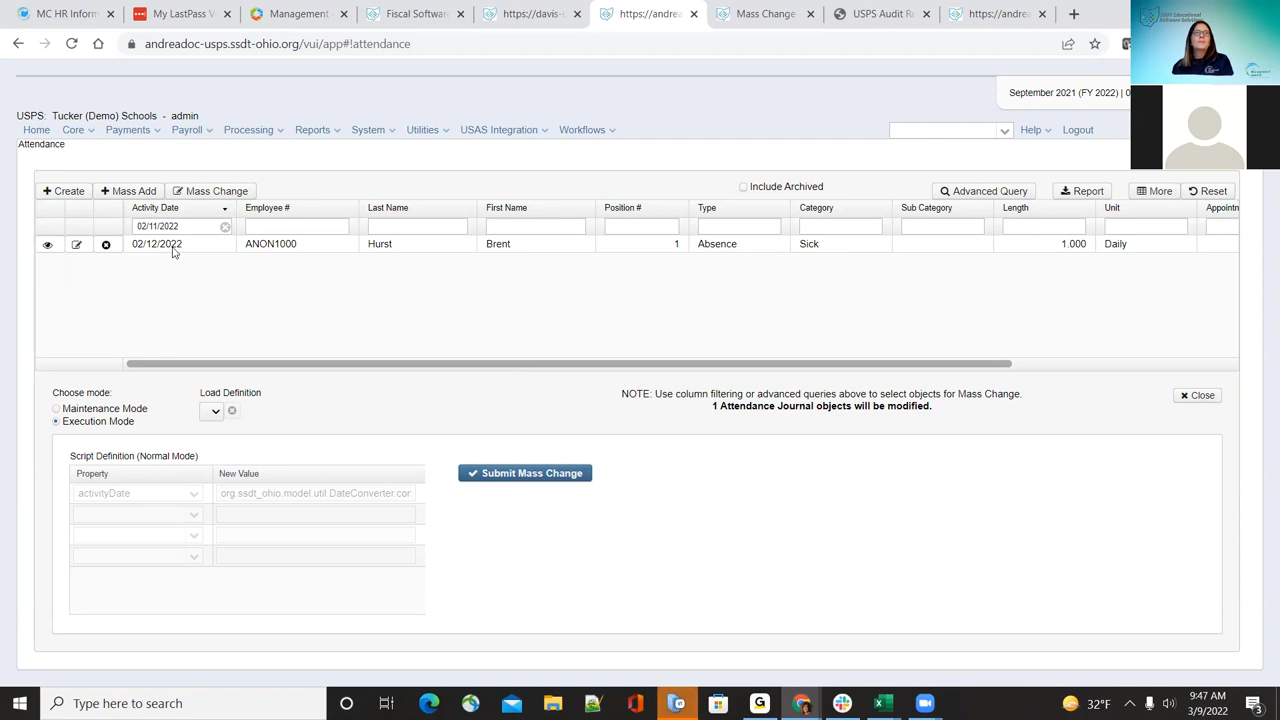 MC HR Inform
My LastPass V
Management
Fiscal Softwar
https://davis-
https://andrea
Mass Change
USPS Audit R
https://andrea
andreadoc-usps.ssdt-ohio.org/vui/app#!attendance
September 2021 (FY 2022) | 0
USPS: Tucker (Demo) Schools - admin
Home Core Payments Payroll Processing Reports System Utilities USAS Integration Workflows Help Logout
Attendance
Create Mass Add Mass Change Include Archived Advanced Query Report More Reset
Activity Date Employee # Last Name First Name Position # Type Category Sub Category Length Unit Appointm
02/11/2022
02/12/2022 ANON1000 Hurst Brent 1 Absence Sick 1.000 Daily
Choose mode: Load Definition
NOTE: Use column filtering or advanced queries above to select objects for Mass Change.
1 Attendance Journal objects will be modified.
Close
Maintenance Mode
Execution Mode
Script Definition (Normal Mode)
Property New Value
Submit Mass Change
activityDate org.ssdt_ohio.model.util.DateConverter.cor
Type here to search
32°F
9:47 AM
3/9/2022
3